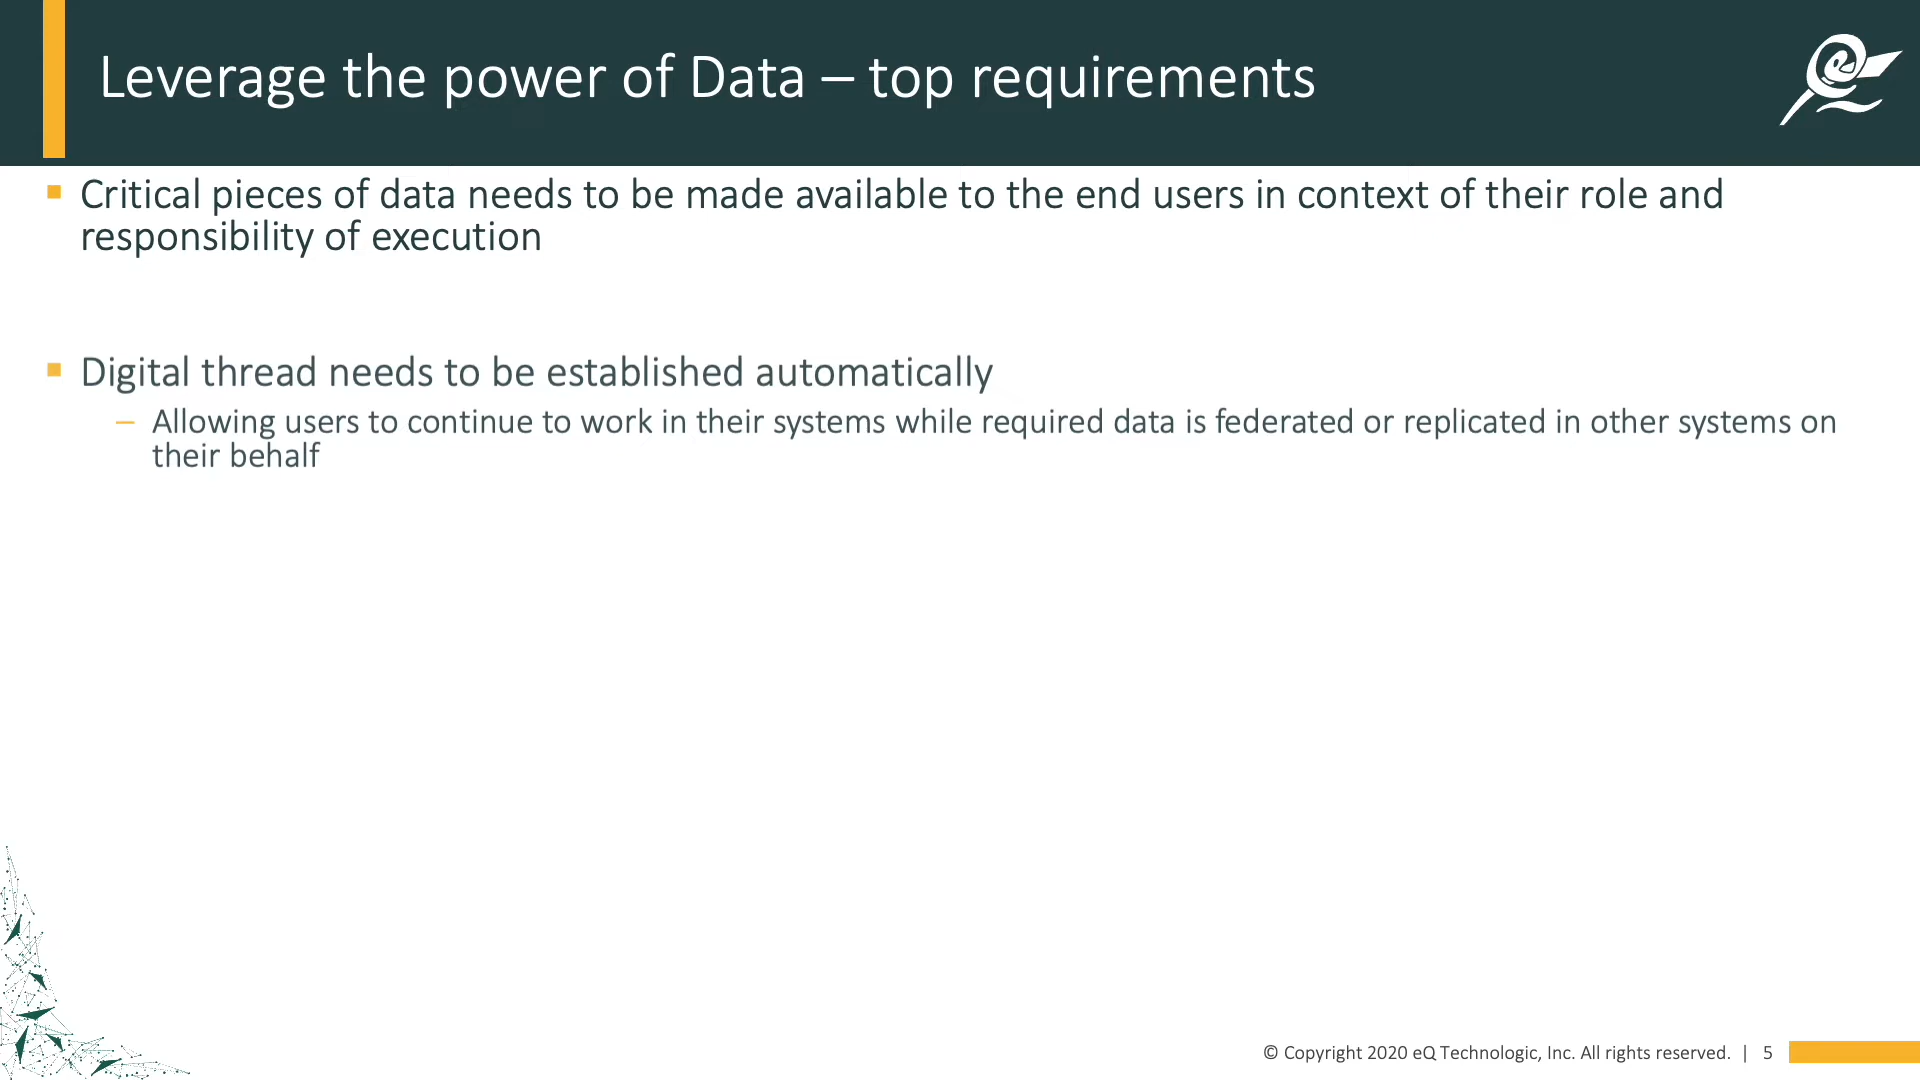 Leverage the power of Data – top requirements
▪ Critical pieces of data needs to be made available to the end users in context of their role and
responsibility of execution
▪ Digital thread needs to be established automatically
– Allowing users to continue to work in their systems while required data is federated or replicated in other systems on
their behalf
© Copyright 2020 eQ Technologic, Inc. All rights reserved. | 5